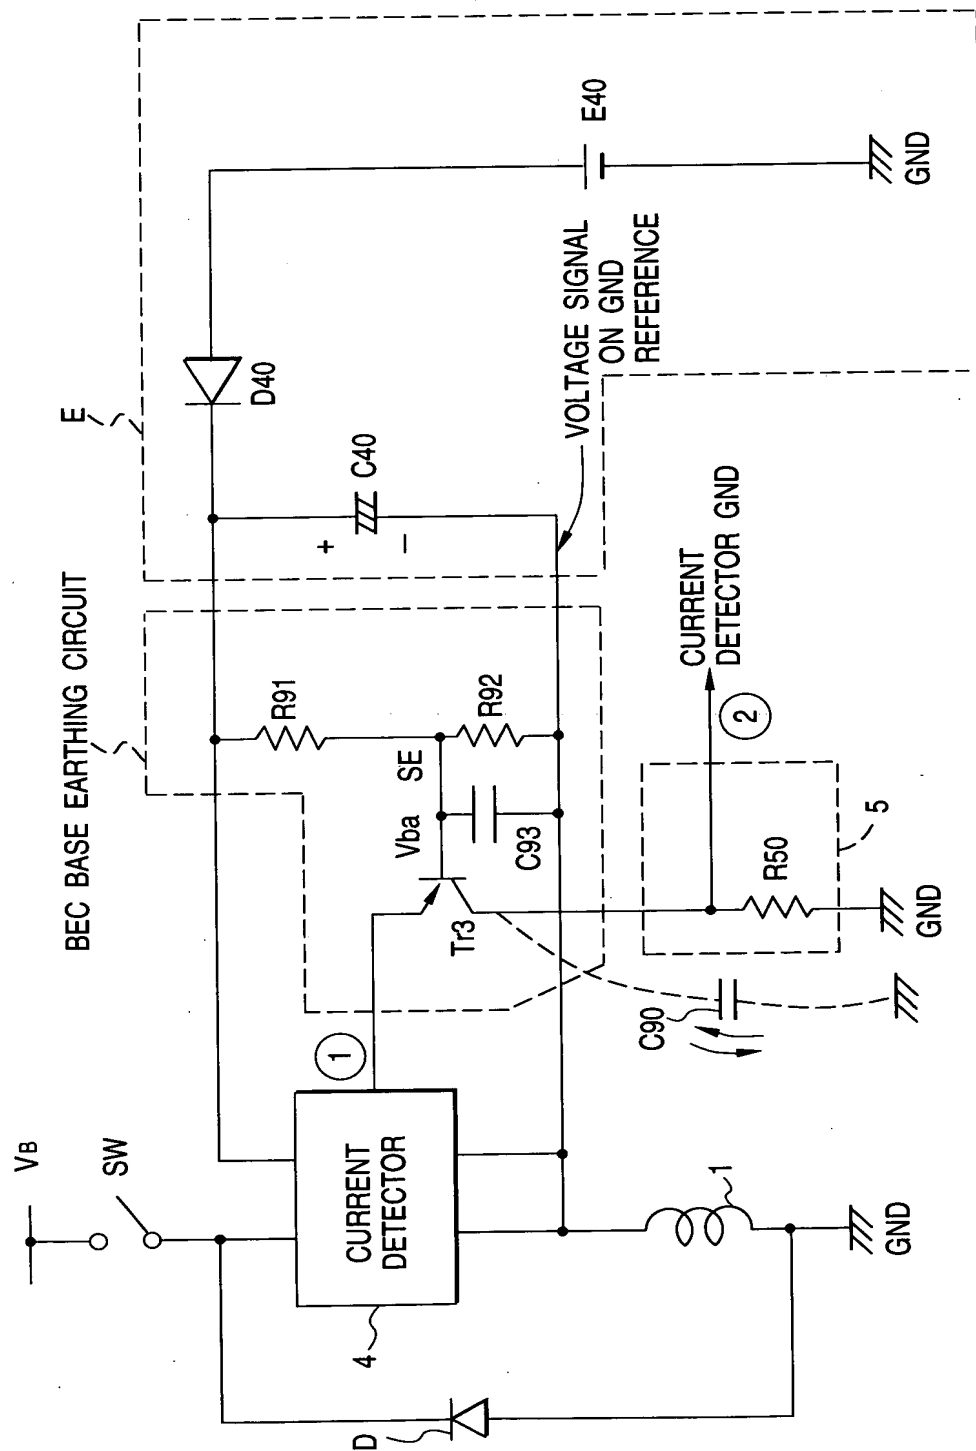 BEC BASE EARTHING CIRCUIT
E
VB
SW
1
D40
C40
+
−
R91
SE
Vba
R92
C93
Tr3
E40
GND
VOLTAGE SIGNAL
ON GND
REFERENCE
CURRENT
DETECTOR
4
D
1
GND
C90
CURRENT
DETECTOR GND
2
R50
5
GND